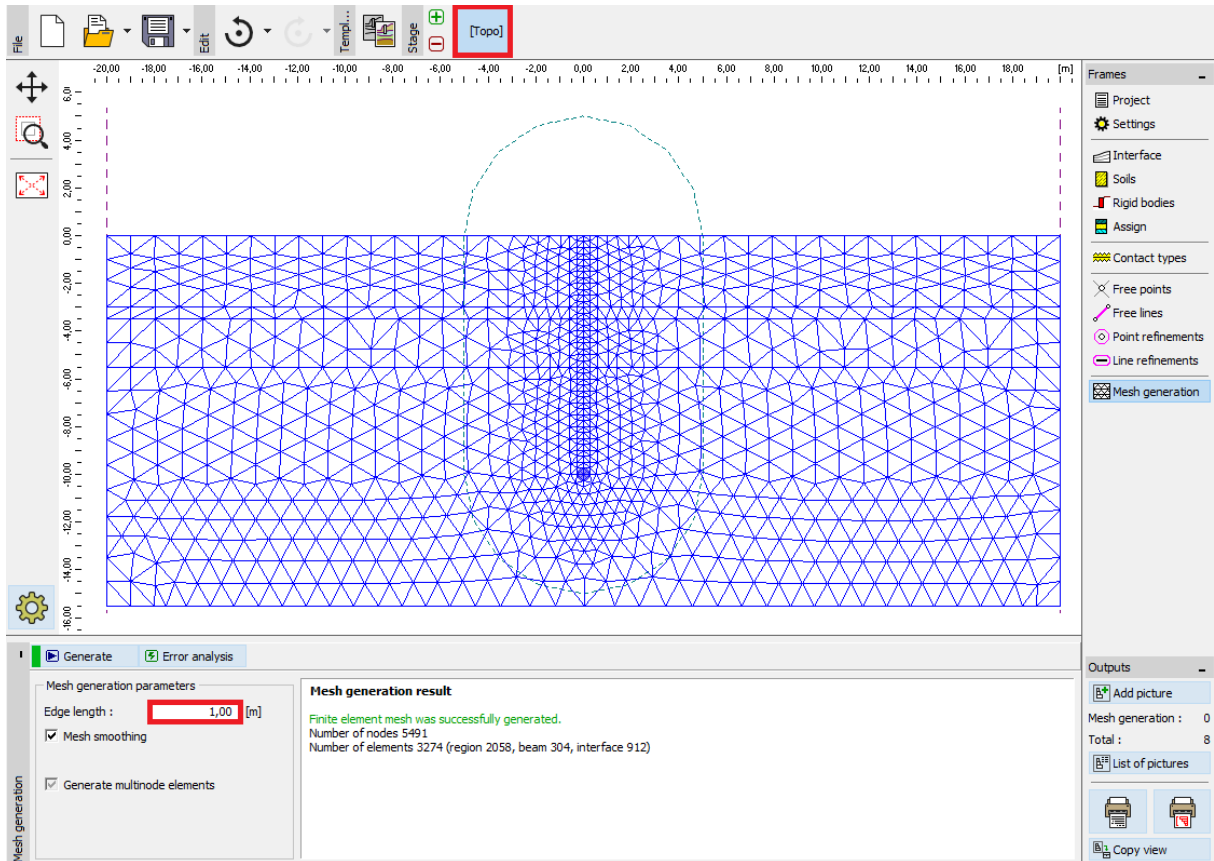 File
Edit
Templ...
Stage
[Topo]
-20,00 -18,00 -16,00 -14,00 -12,00 -10,00 -8,00 -6,00 -4,00 -2,00 0,00 2,00 4,00 6,00 8,00 10,00 12,00 14,00 16,00 18,00 [m]
4,00
2,00
0,00
-2,00
-4,00
-6,00
-8,00
-10,00
-12,00
-14,00
-16,00
Frames
Project
Settings
Interface
Soils
Rigid bodies
Assign
Contact types
Free points
Free lines
Point refinements
Line refinements
Mesh generation
Mesh generation
Generate
Error analysis
Mesh generation parameters
Edge length : 1,00 [m]
Mesh smoothing
Generate multinode elements
Mesh generation result
Finite element mesh was successfully generated.
Number of nodes 5491
Number of elements 3274 (region 2058, beam 304, interface 912)
Outputs
Add picture
Mesh generation : 0
Total : 8
List of pictures
Copy view